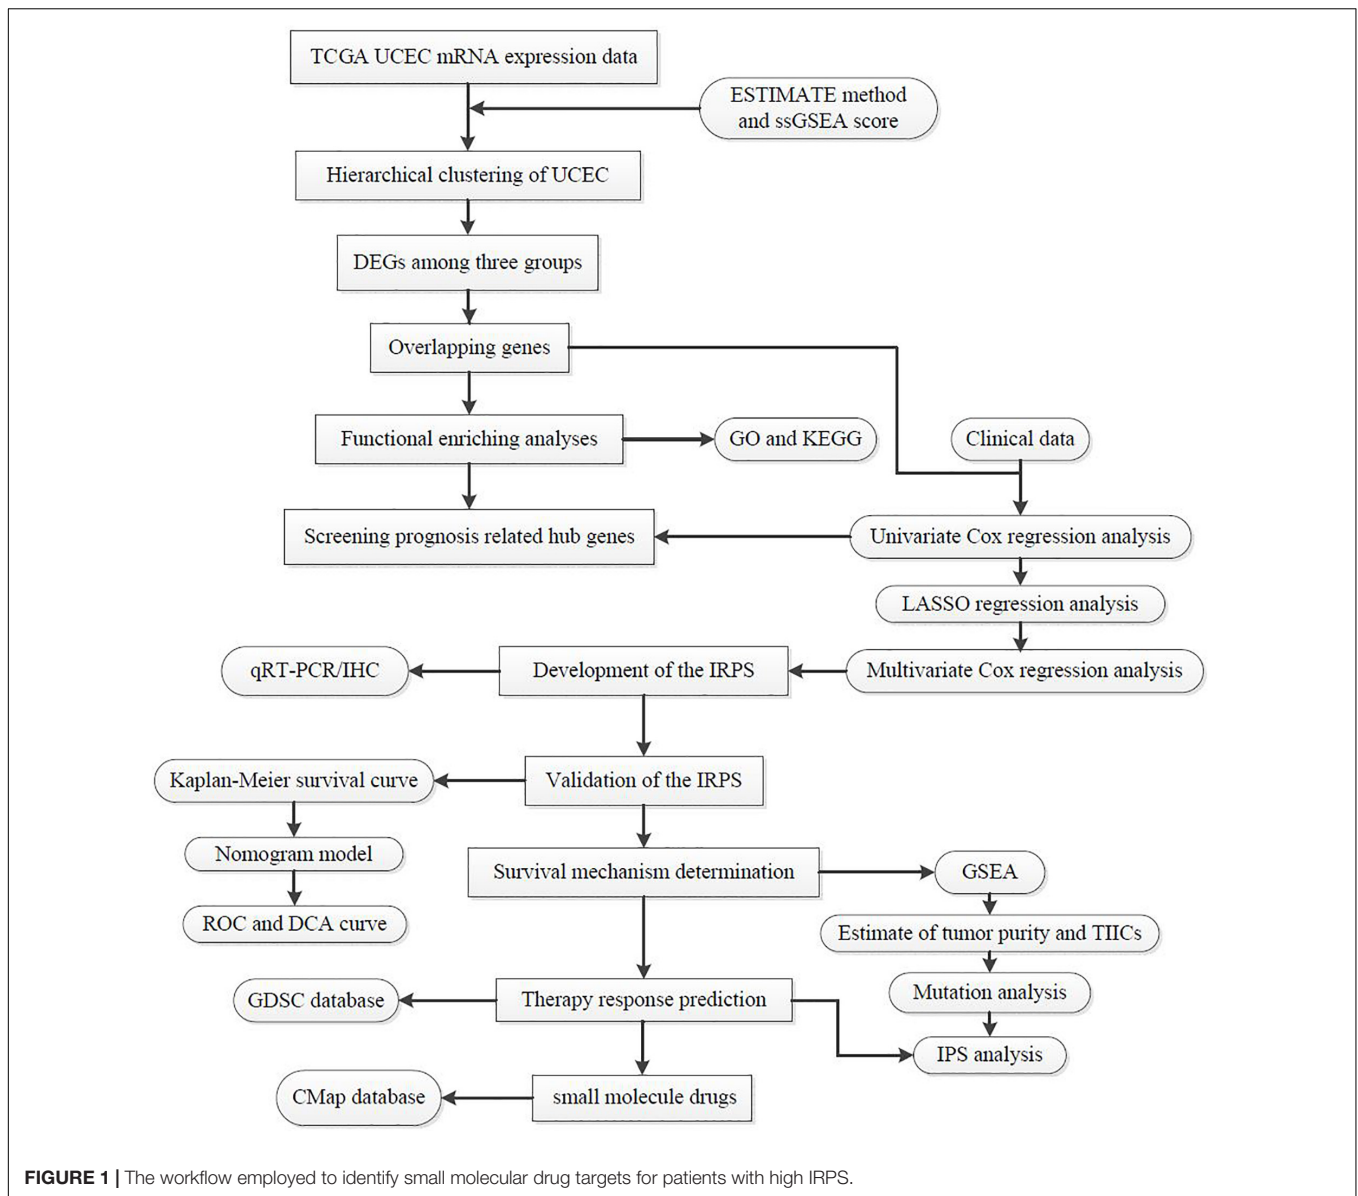 TCGA UCEC mRNA expression data
ESTIMATE method
and ssGSEA score
Hierarchical clustering of UCEC
DEGs among three groups
Overlapping genes
Functional enriching analyses
GO and KEGG
Clinical data
Screening prognosis related hub genes
Univariate Cox regression analysis
LASSO regression analysis
qRT-PCR/IHC
Development of the IRPS
Multivariate Cox regression analysis
Kaplan-Meier survival curve
Validation of the IRPS
Nomogram model
Survival mechanism determination
GSEA
ROC and DCA curve
Estimate of tumor purity and TIICs
GDSC database
Therapy response prediction
Mutation analysis
IPS analysis
CMap database
small molecule drugs
FIGURE 1 | The workflow employed to identify small molecular drug targets for patients with high IRPS.